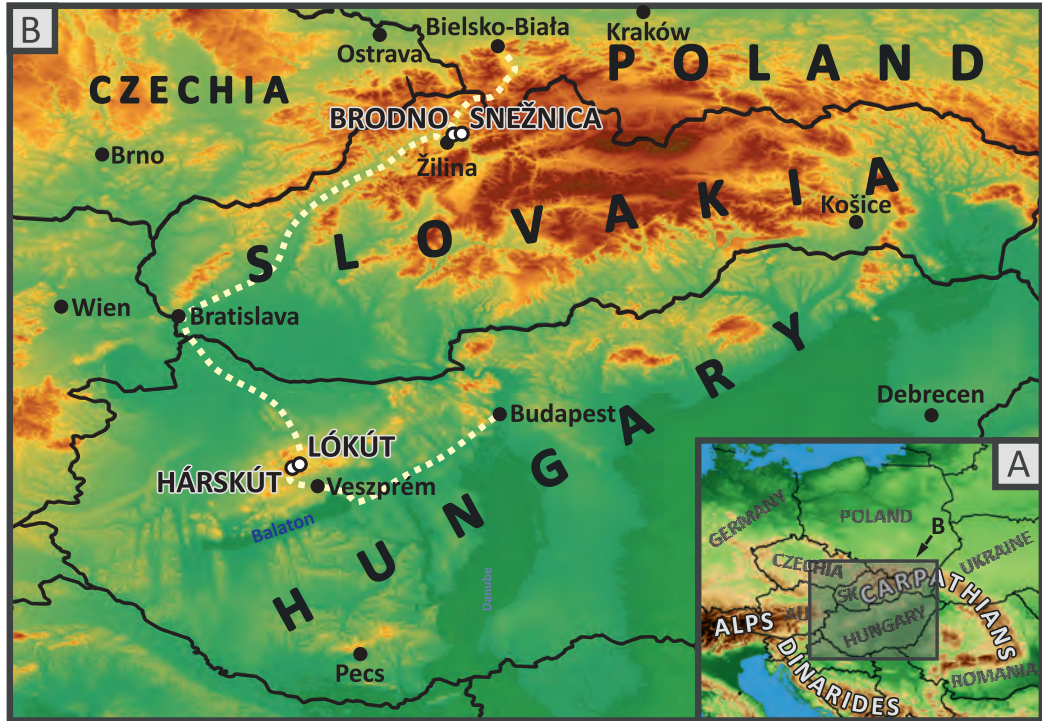 B
Bielsko-Biała
Kraków
Ostrava
POLAND
CZECHIA
BRODNO
SNEŽNICA
Brno
Žilina
SLOVAKIA
Košice
Wien
Bratislava
HUNGARY
Budapest
Debrecen
LÓKÚT
HÁRSKÚT
Veszprém
Balaton
Danube
Pecs
A
GERMANY
POLAND
B
CZECHIA
UKRAINE
SK
CARPATHIANS
AU
ALPS
HUNGARY
DINARIDES
ROMANIA